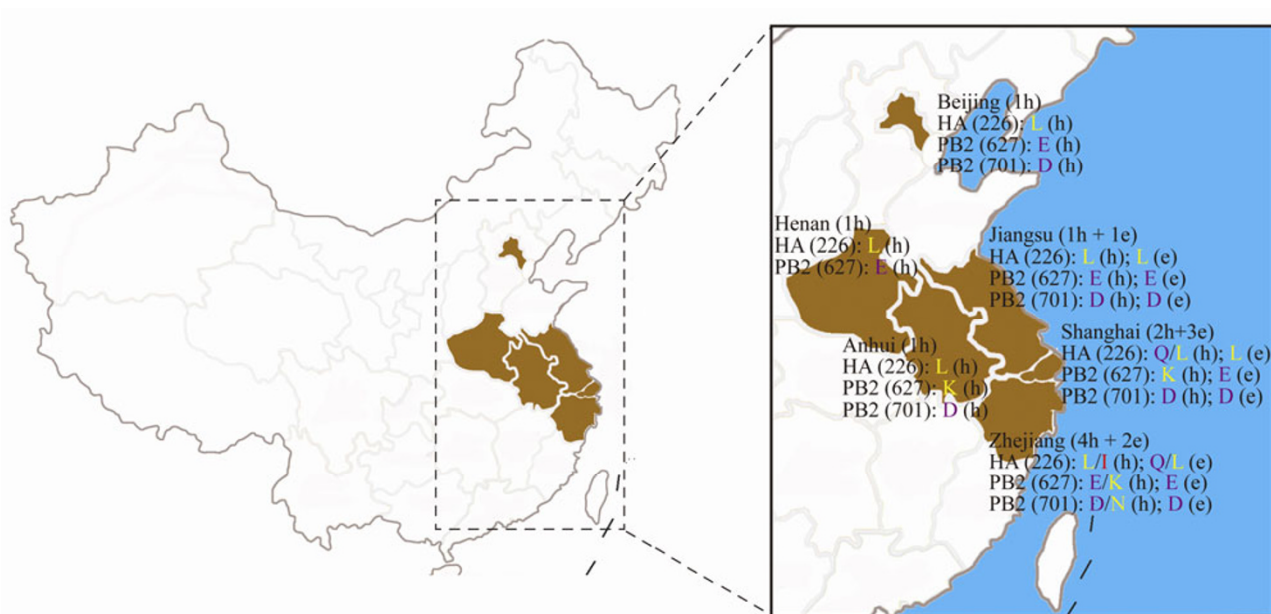 Beijing (1h)
HA (226): L (h)
PB2 (627): E (h)
PB2 (701): D (h)
Henan (1h)
HA (226): L (h)
PB2 (627): E (h)
Jiangsu (1h + 1e)
HA (226): L (h); L (e)
PB2 (627): E (h); E (e)
PB2 (701): D (h); D (e)
Shanghai (2h+3e)
HA (226): Q/L (h); L (e)
PB2 (627): K (h); E (e)
PB2 (701): D (h); D (e)
Anhui (1h)
HA (226): L (h)
PB2 (627): K (h)
PB2 (701): D (h)
Zhejiang (4h + 2e)
HA (226): L/I (h); Q/L (e)
PB2 (627): E/K (h); E (e)
PB2 (701): D/N (h); D (e)